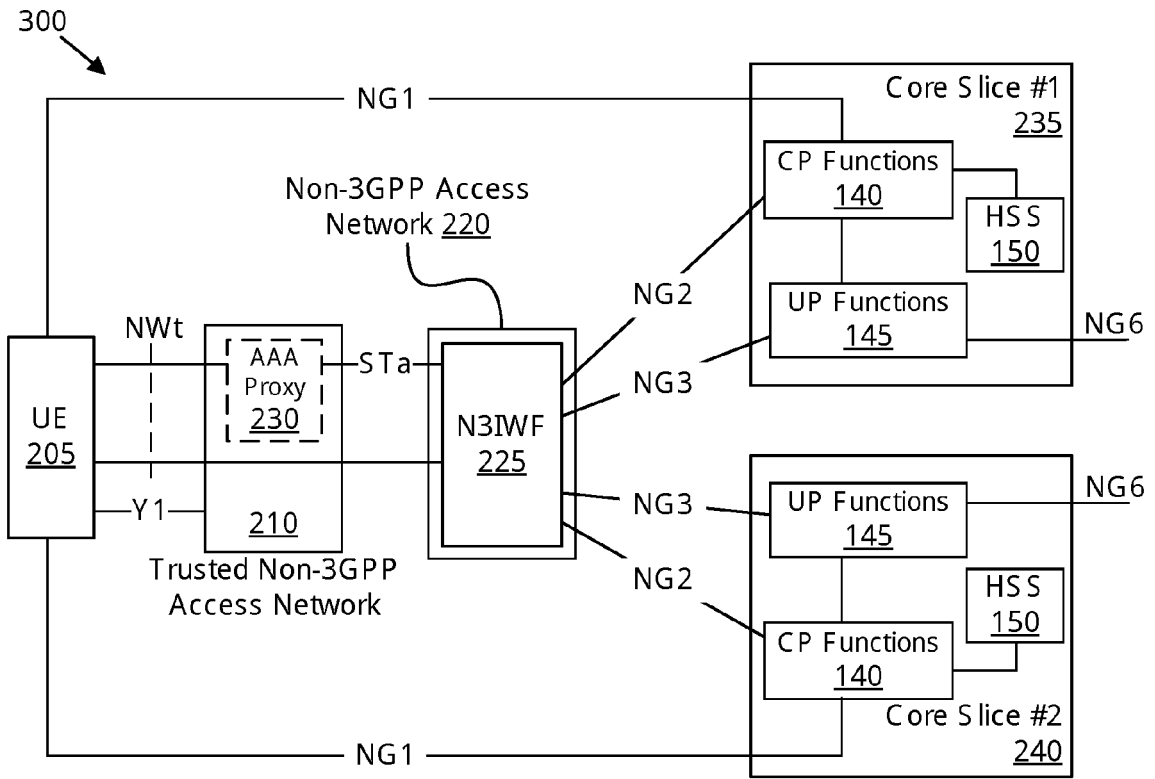 300
NG1
Core Slice #1
235
CP Functions
140
HSS
150
Non-3GPP Access
Network 220
NG2
UP Functions
145
NG6
NG3
NWt
AAA
Proxy
230
STa
UE
205
N3IWF
225
Y1
210
Trusted Non-3GPP
Access Network
NG3
NG2
UP Functions
145
NG6
HSS
150
CP Functions
140
Core Slice #2
240
NG1